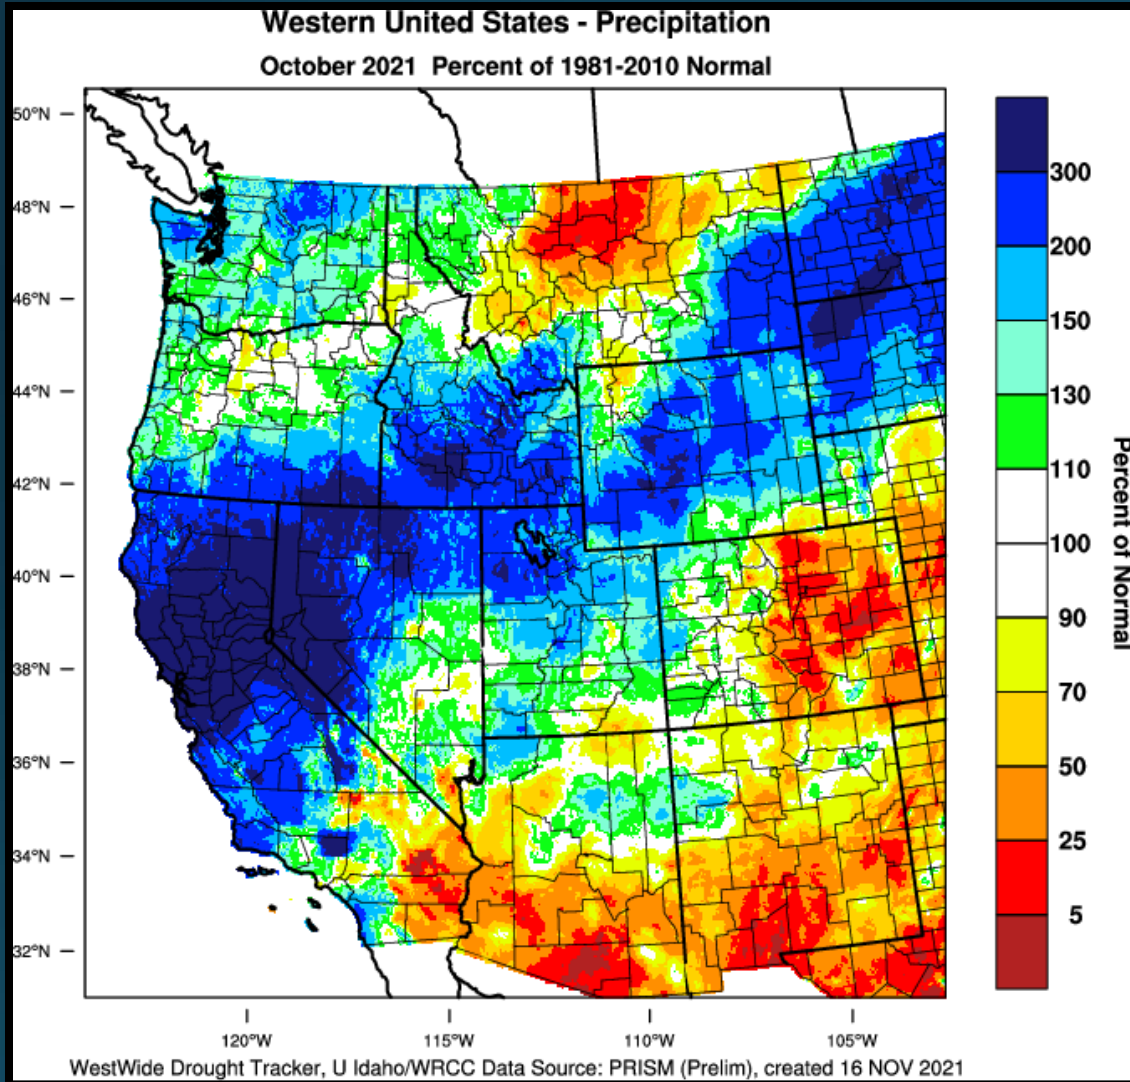 Western United States - Precipitation
October 2021 Percent of 1981-2010 Normal
50°N
48°N
46°N
44°N
42°N
40°N
38°N
36°N
34°N
32°N
120°W
115°W
110°W
105°W
300
200
150
130
110
100
90
70
50
25
5
Percent of Normal
WestWide Drought Tracker, U Idaho/WRCC Data Source: PRISM (Prelim), created 16 NOV 2021